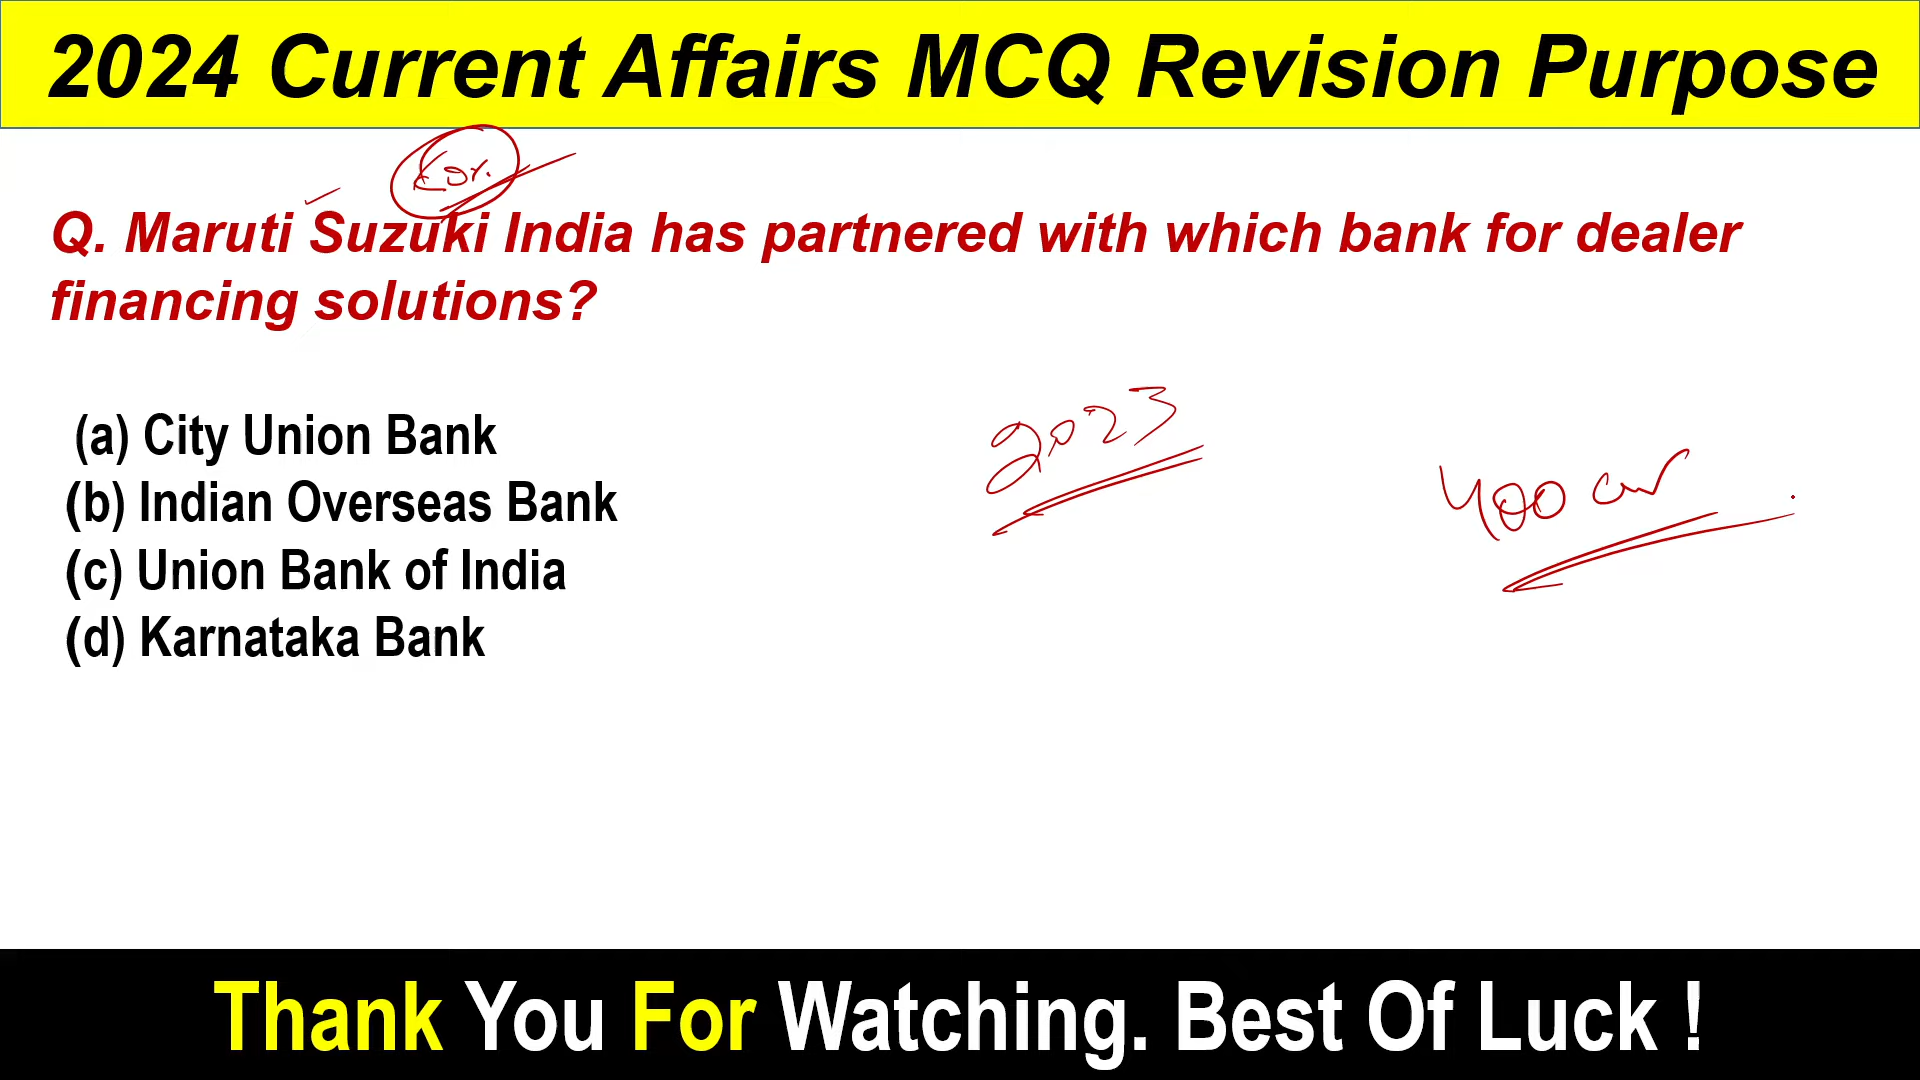 2024 Current Affairs MCQ Revision Purpose
Q. Maruti Suzuki India has partnered with which bank for dealer
financing solutions?
(a) City Union Bank
(b) Indian Overseas Bank
(c) Union Bank of India
(d) Karnataka Bank
2023
400
Thank You For Watching. Best Of Luck !